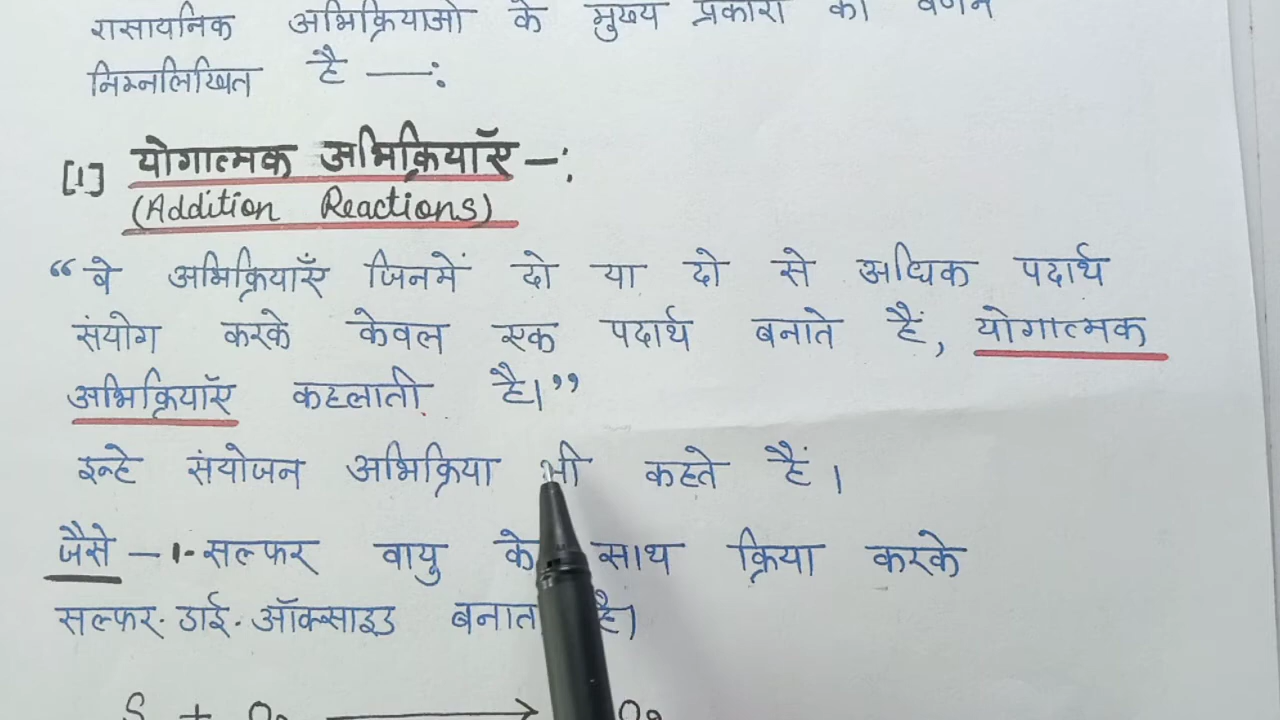 रासायनिक अभिक्रियाओं के मुख्य प्रकारों का वर्णन
निम्नलिखित है —:
[1] योगात्मक अभिक्रियाएँ —:
(Addition Reactions)
“ वे अभिक्रियाएँ जिनमें दो या दो से अधिक पदार्थ
संयोग करके केवल एक पदार्थ बनाते हैं, योगात्मक
अभिक्रियाएँ कहलाती है।”
इन्हे संयोजन अभिक्रिया भी कहते हैं ।
जैसे — 1. सल्फर वायु के साथ क्रिया करके
सल्फर. डाई. ऑक्साइड बनाता है।
S + O₂ →